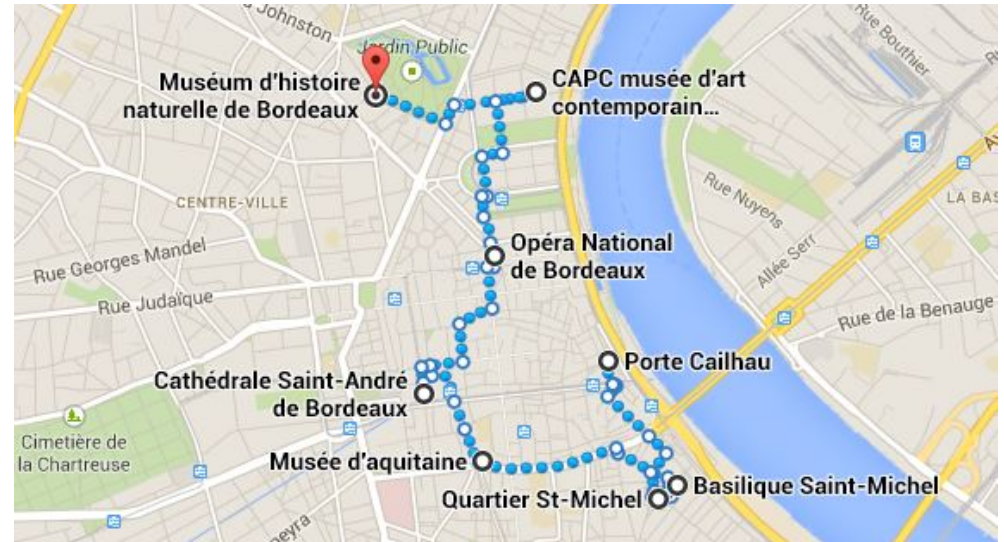 Johnston
Jardin Public
Muséum d'histoire
naturelle de Bordeaux
CAPC musée d'art
contemporain...
Rue Bouthier
CENTRE-VILLE
Rue Nuyens
LA BAS
Opéra National
de Bordeaux
Allée Serr
Rue Georges Mandel
Rue Judaïque
Rue de la Benauge
Porte Cailhau
Cathédrale Saint-André
de Bordeaux
Cimetière de
la Chartreuse
Musée d'aquitaine
Quartier St-Michel
Basilique Saint-Michel
peyra